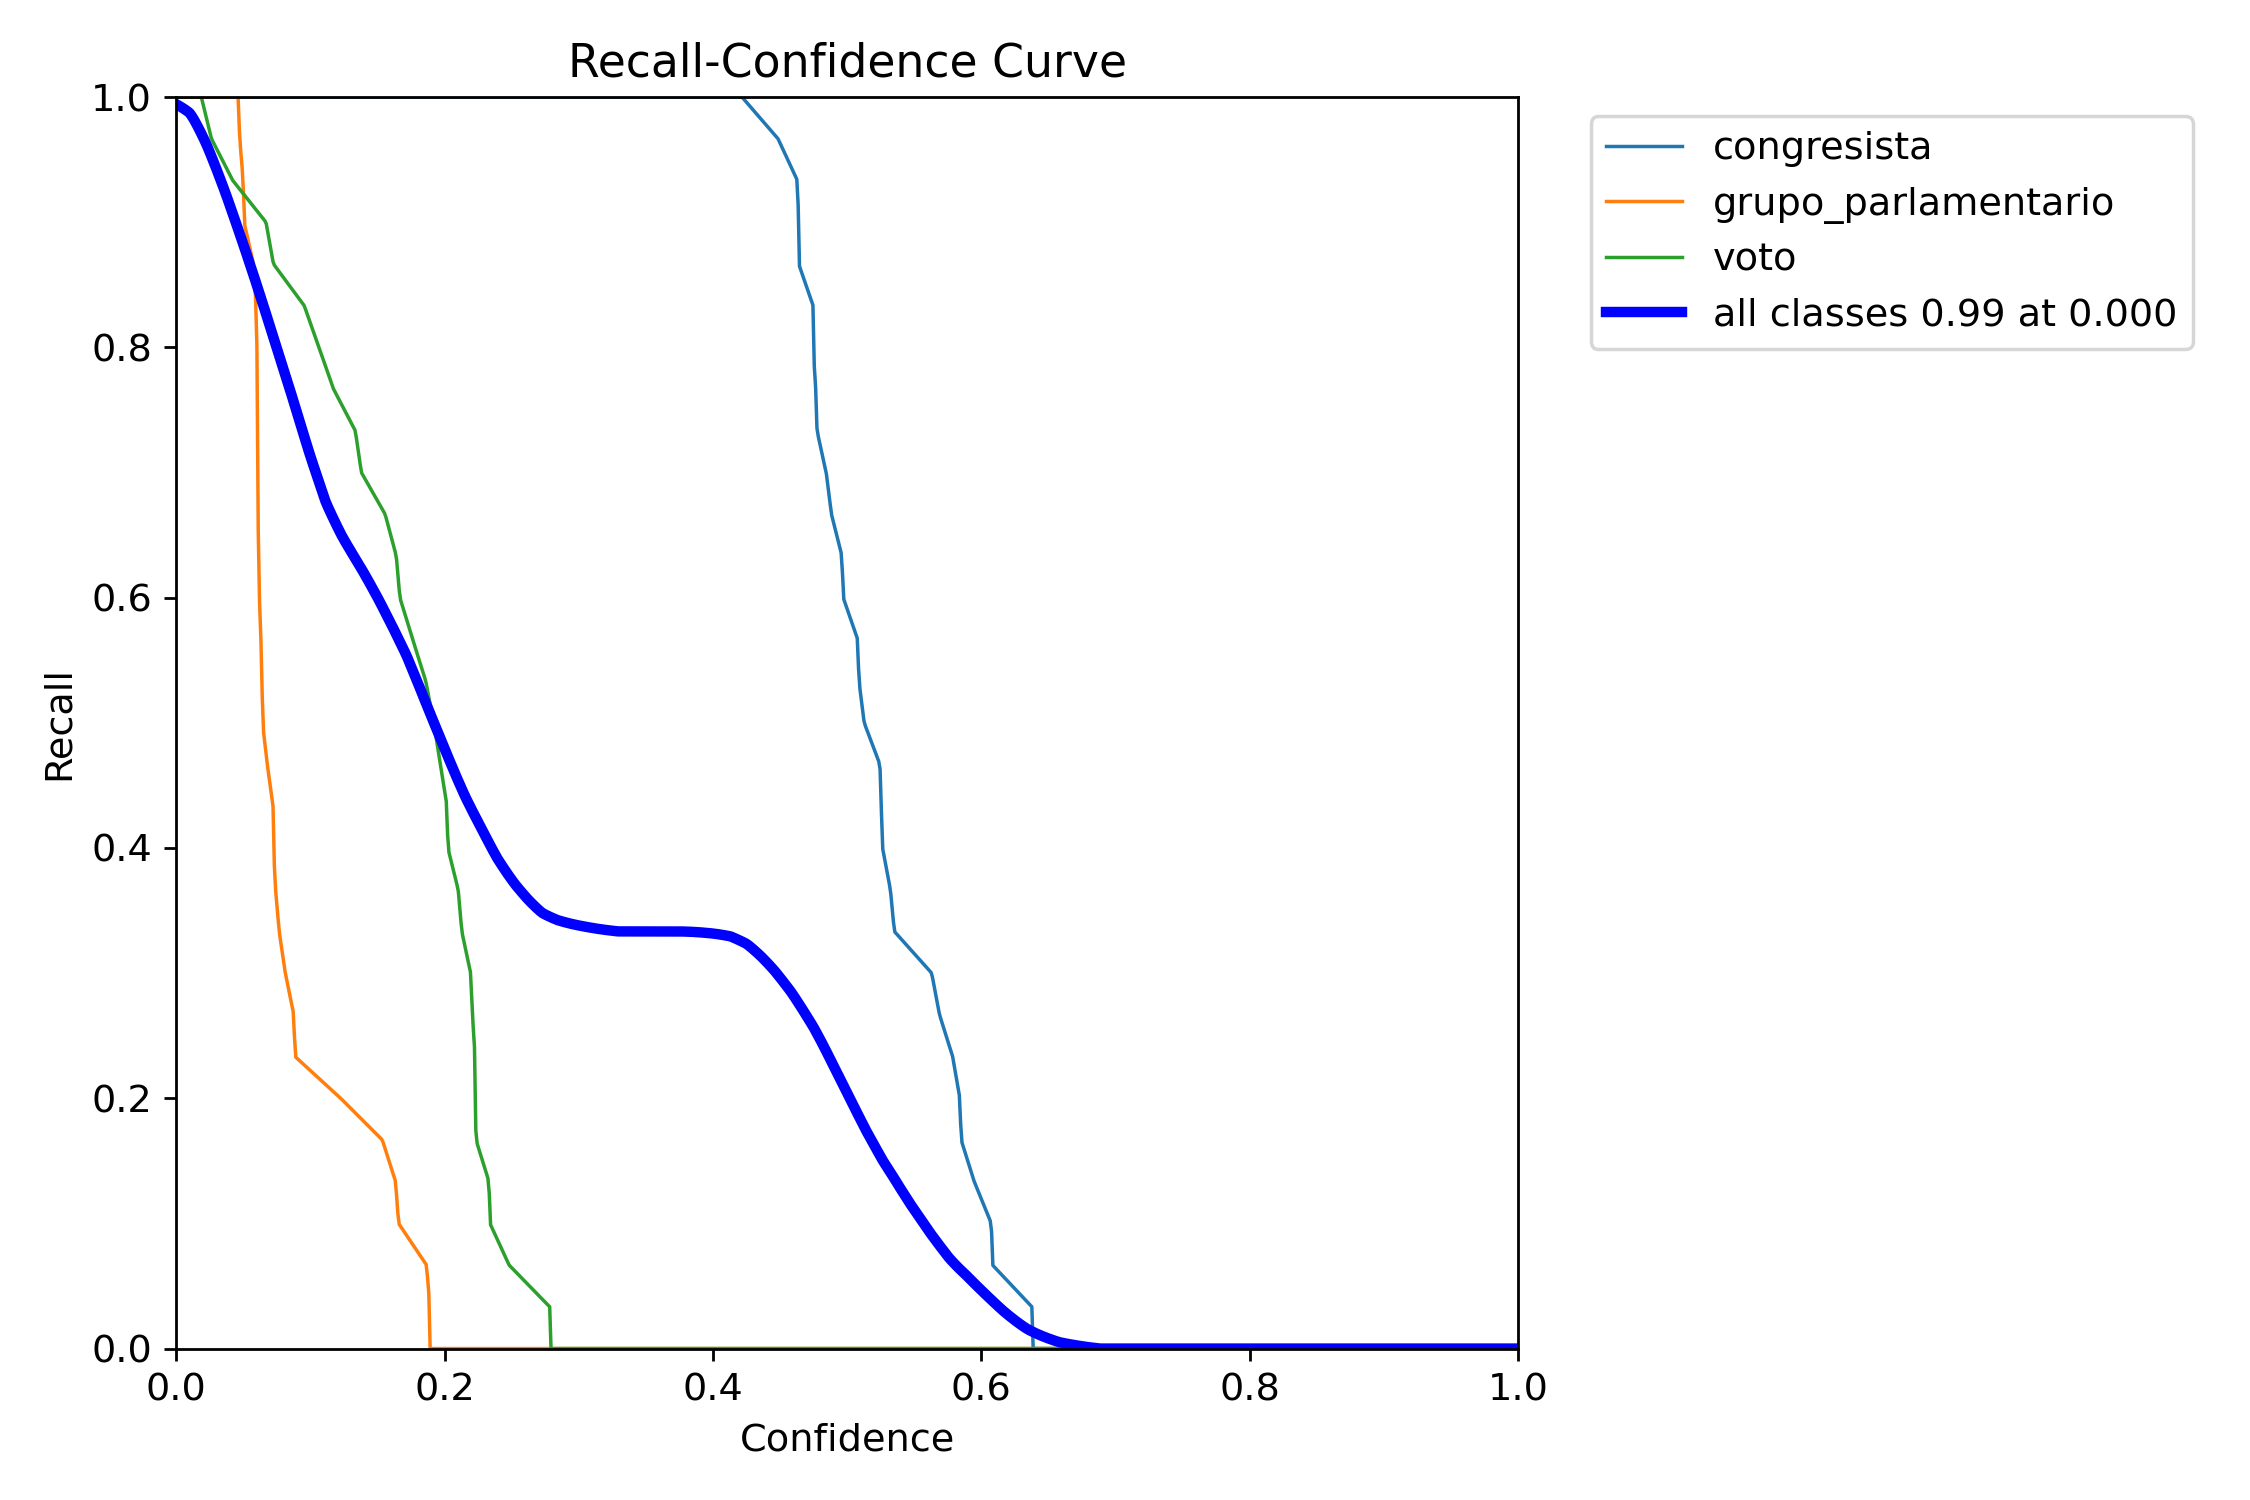 Recall-Confidence Curve
1.0
0.8
0.6
0.4
0.2
0.0
Recall
0.0 0.2 0.4 0.6 0.8 1.0
Confidence
congresista
grupo_parlamentario
voto
all classes 0.99 at 0.000